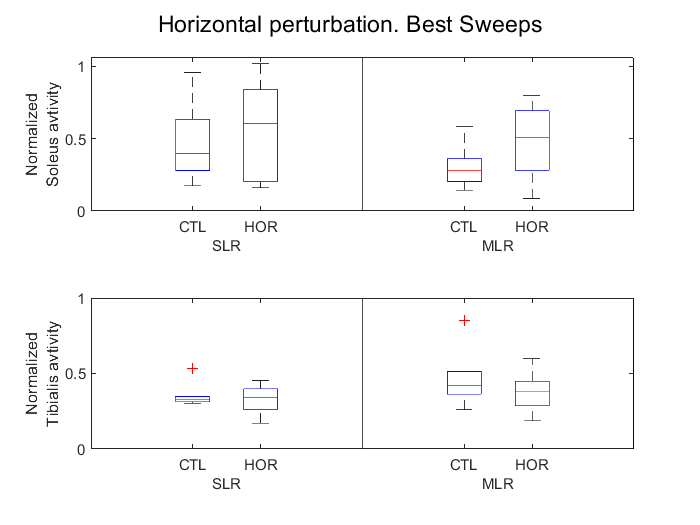 Horizontal perturbation. Best Sweeps
Normalized
Soleus avtivity
1
0.5
0
CTL HOR CTL HOR
SLR MLR
Normalized
Tibialis avtivity
1
0.5
0
CTL HOR CTL HOR
SLR MLR